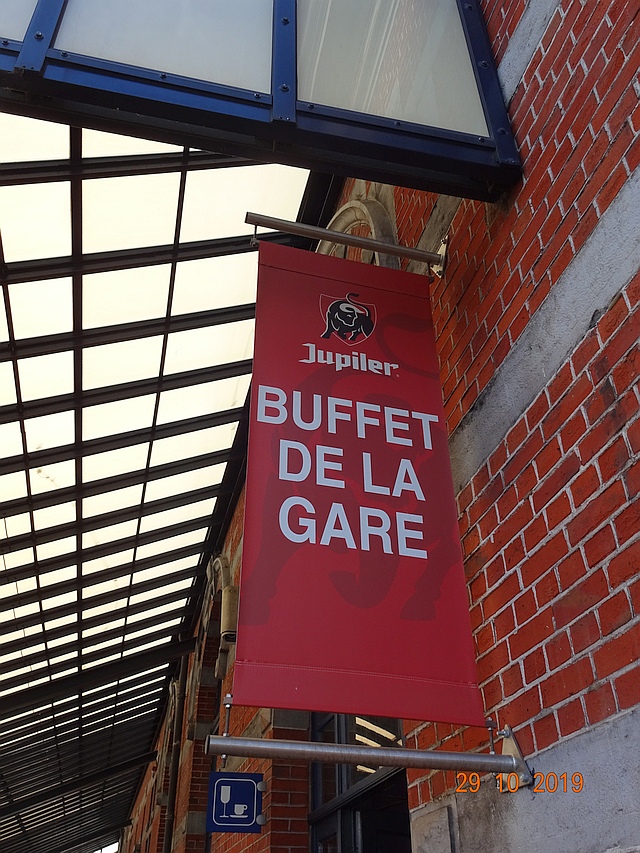 Jupiler
BUFFET
DE LA
GARE
29 10 2019